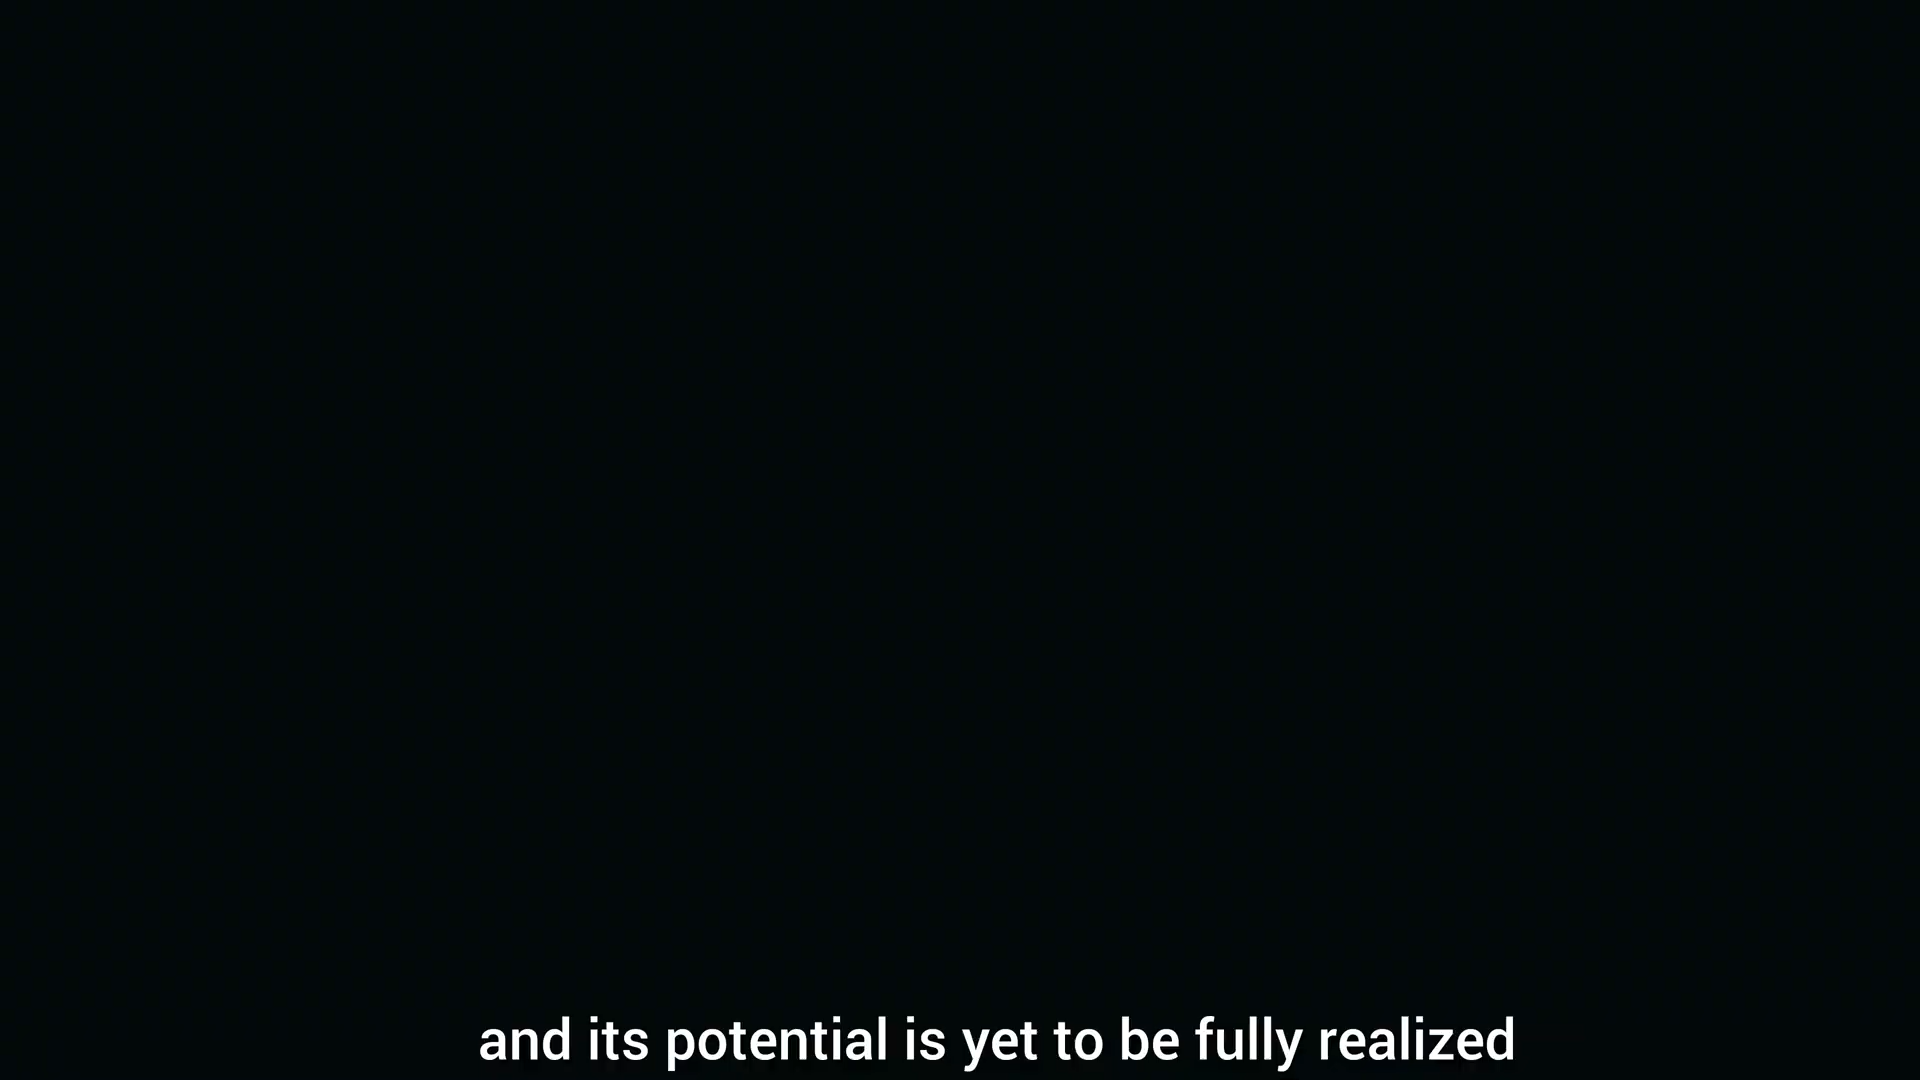 and its potential is yet to be fully realized